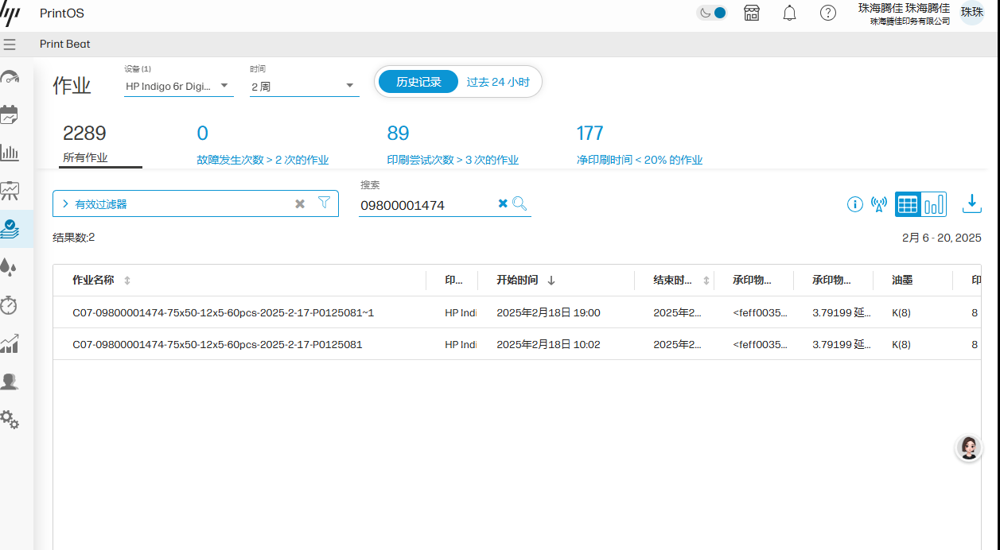 hp PrintOS
珠海腾佳 珠海腾佳
珠海腾佳印务有限公司
珠珠
Print Beat
作业
设备 (1)
HP Indigo 6r Digi...
时间
2 周
历史记录
过去 24 小时
2289
所有作业
0
故障发生次数 > 2 次的作业
89
印刷尝试次数 > 3 次的作业
177
净印刷时间 < 20% 的作业
有效过滤器
搜索
09800001474
结果数:2
2月 6 - 20, 2025
作业名称 印... 开始时间 结束时... 承印物... 承印物... 油墨 印
C07-09800001474-75x50-12x5-60pcs-2025-2-17-P0125081~1 HP Indi 2025年2月18日 19:00 2025年2... <feff0035... 3.79199 延... K(8) 8
C07-09800001474-75x50-12x5-60pcs-2025-2-17-P0125081 HP Indi 2025年2月18日 10:02 2025年2... <feff0035... 3.79199 延... K(8) 8